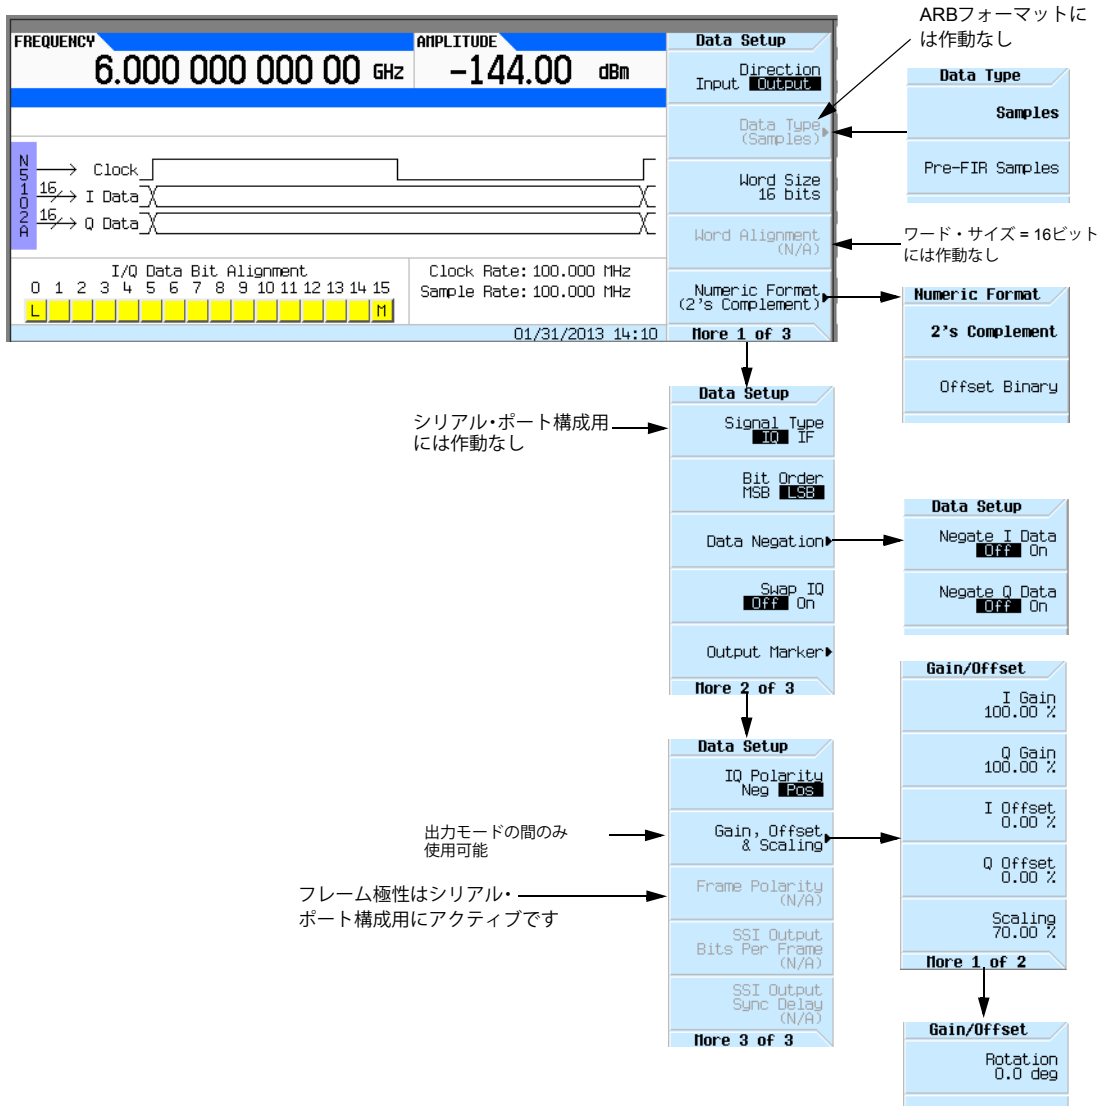 ARBフォーマットに
は作動なし
FREQUENCY
6.000 000 000 00 GHz
AMPLITUDE
-144.00 dBm
Data Setup
Direction
Input Output
Data Type
(Samples)
Word Size
16 bits
Word Alignment
(N/A)
Numeric Format
(2's Complement)
More 1 of 3
N5102A
Clock
16 I Data
16 Q Data
I/Q Data Bit Alignment
0 1 2 3 4 5 6 7 8 9 10 11 12 13 14 15
L M
Clock Rate: 100.000 MHz
Sample Rate: 100.000 MHz
01/31/2013 14:10
Data Type
Samples
Pre-FIR Samples
ワード・サイズ = 16ビット
には作動なし
Numeric Format
2's Complement
Offset Binary
シリアル・ポート構成用
には作動なし
Data Setup
Signal Type
IQ IF
Bit Order
MSB LSB
Data Negation
Swap IQ
Off On
Output Marker
More 2 of 3
Data Setup
Negate I Data
Off On
Negate Q Data
Off On
出力モードの間のみ
使用可能
フレーム極性はシリアル・
ポート構成用にアクティブです
Data Setup
IQ Polarity
Neg Pos
Gain, Offset
& Scaling
Frame Polarity
(N/A)
SSI Output
Bits Per Frame
(N/A)
SSI Output
Sync Delay
(N/A)
More 3 of 3
Gain/Offset
I Gain
100.00 %
Q Gain
100.00 %
I Offset
0.00 %
Q Offset
0.00 %
Scaling
70.00 %
More 1 of 2
Gain/Offset
Rotation
0.0 deg